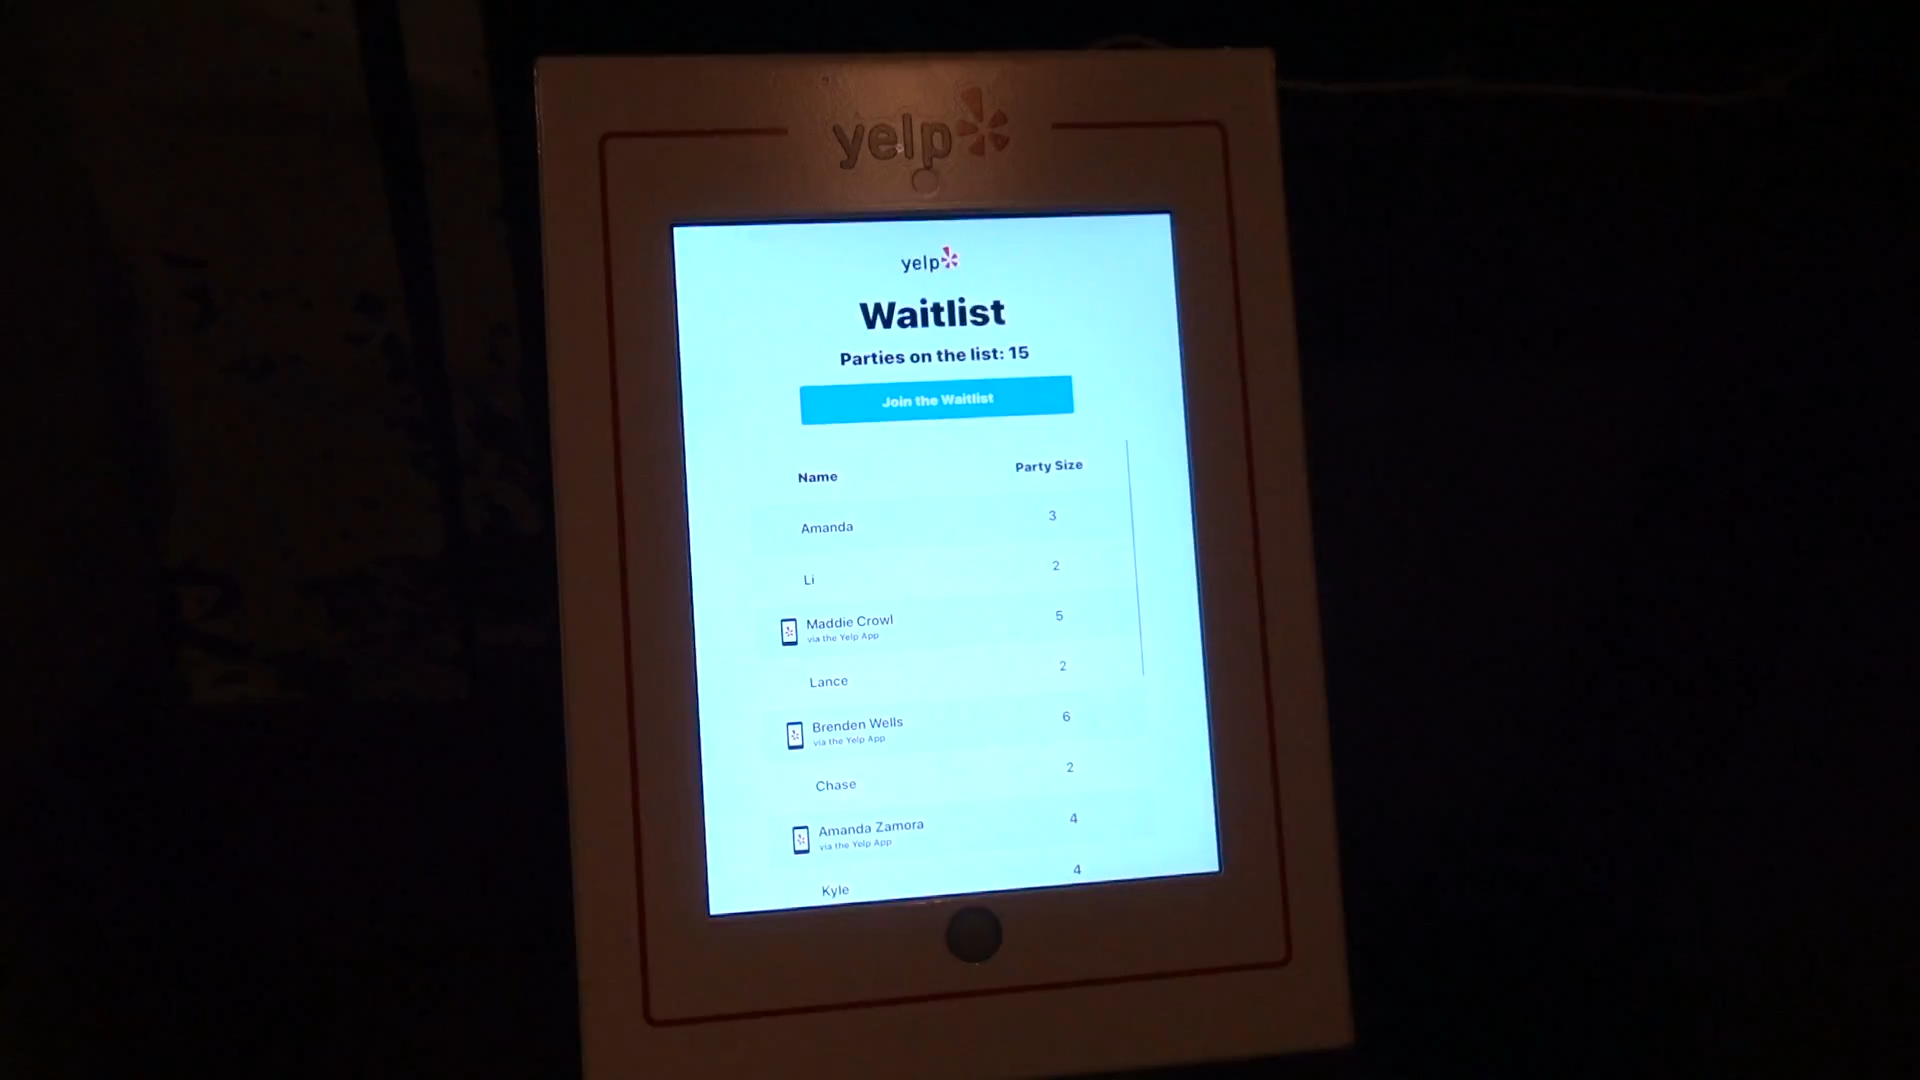 yelp
yelp
Waitlist
Parties on the list: 15
Join the Waitlist
Name Party Size
Amanda 3
Li 2
Maddie Crowl 5
via the Yelp App
Lance 2
Brenden Wells 6
via the Yelp App
Chase 2
Amanda Zamora 4
via the Yelp App
Kyle 4